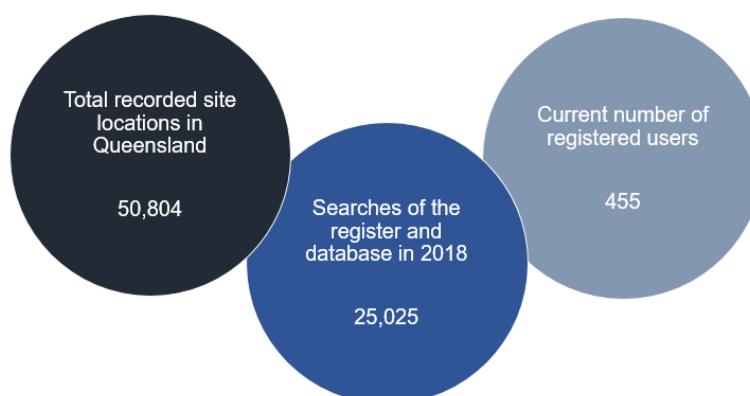 Total recorded site
locations in
Queensland
50,804
Searches of the
register and
database in 2018
25,025
Current number of
registered users
455